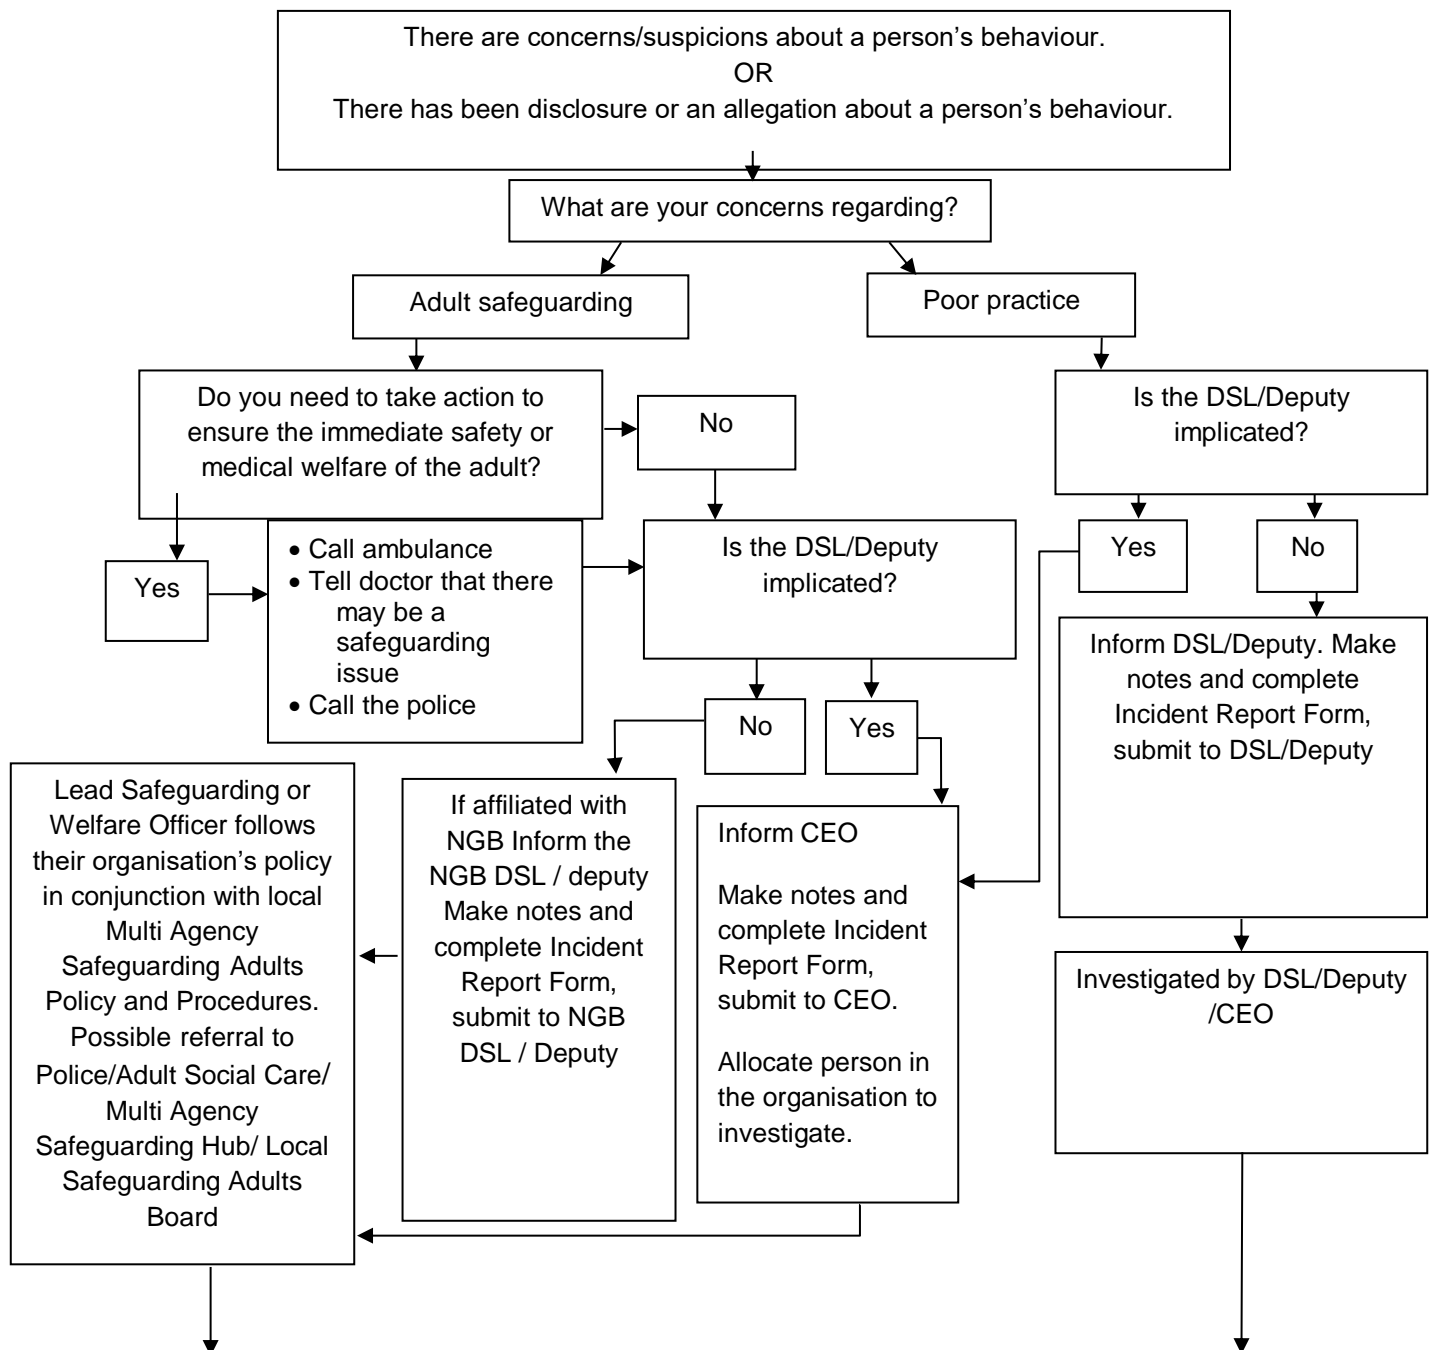 There are concerns/suspicions about a person’s behaviour.
OR
There has been disclosure or an allegation about a person’s behaviour.
What are your concerns regarding?
Adult safeguarding
Poor practice
Do you need to take action to
ensure the immediate safety or
medical welfare of the adult?
No
Is the DSL/Deputy
implicated?
Yes
• Call ambulance
• Tell doctor that there
may be a
safeguarding
issue
• Call the police
Is the DSL/Deputy
implicated?
Yes
No
No
Yes
Inform DSL/Deputy. Make
notes and complete
Incident Report Form,
submit to DSL/Deputy
Lead Safeguarding or
Welfare Officer follows
their organisation’s policy
in conjunction with local
Multi Agency
Safeguarding Adults
Policy and Procedures.
Possible referral to
Police/Adult Social Care/
Multi Agency
Safeguarding Hub/ Local
Safeguarding Adults
Board
If affiliated with
NGB Inform the
NGB DSL / deputy
Make notes and
complete Incident
Report Form,
submit to NGB
DSL / Deputy
Inform CEO
Make notes and
complete Incident
Report Form,
submit to CEO.
Allocate person in
the organisation to
investigate.
Investigated by DSL/Deputy
/CEO